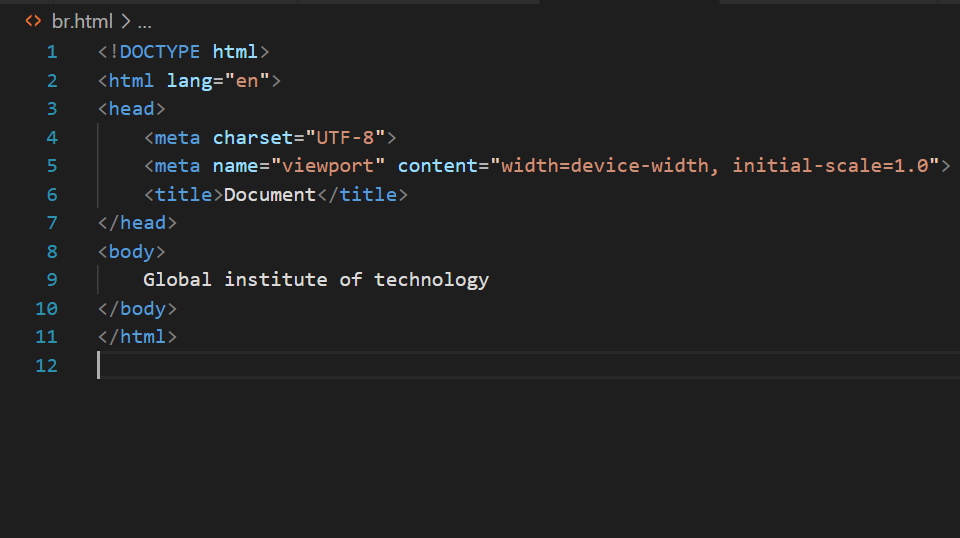 <> br.html > ...
1 <!DOCTYPE html>
2 <html lang="en">
3 <head>
4     <meta charset="UTF-8">
5     <meta name="viewport" content="width=device-width, initial-scale=1.0">
6     <title>Document</title>
7 </head>
8 <body>
9     Global institute of technology
10 </body>
11 </html>
12